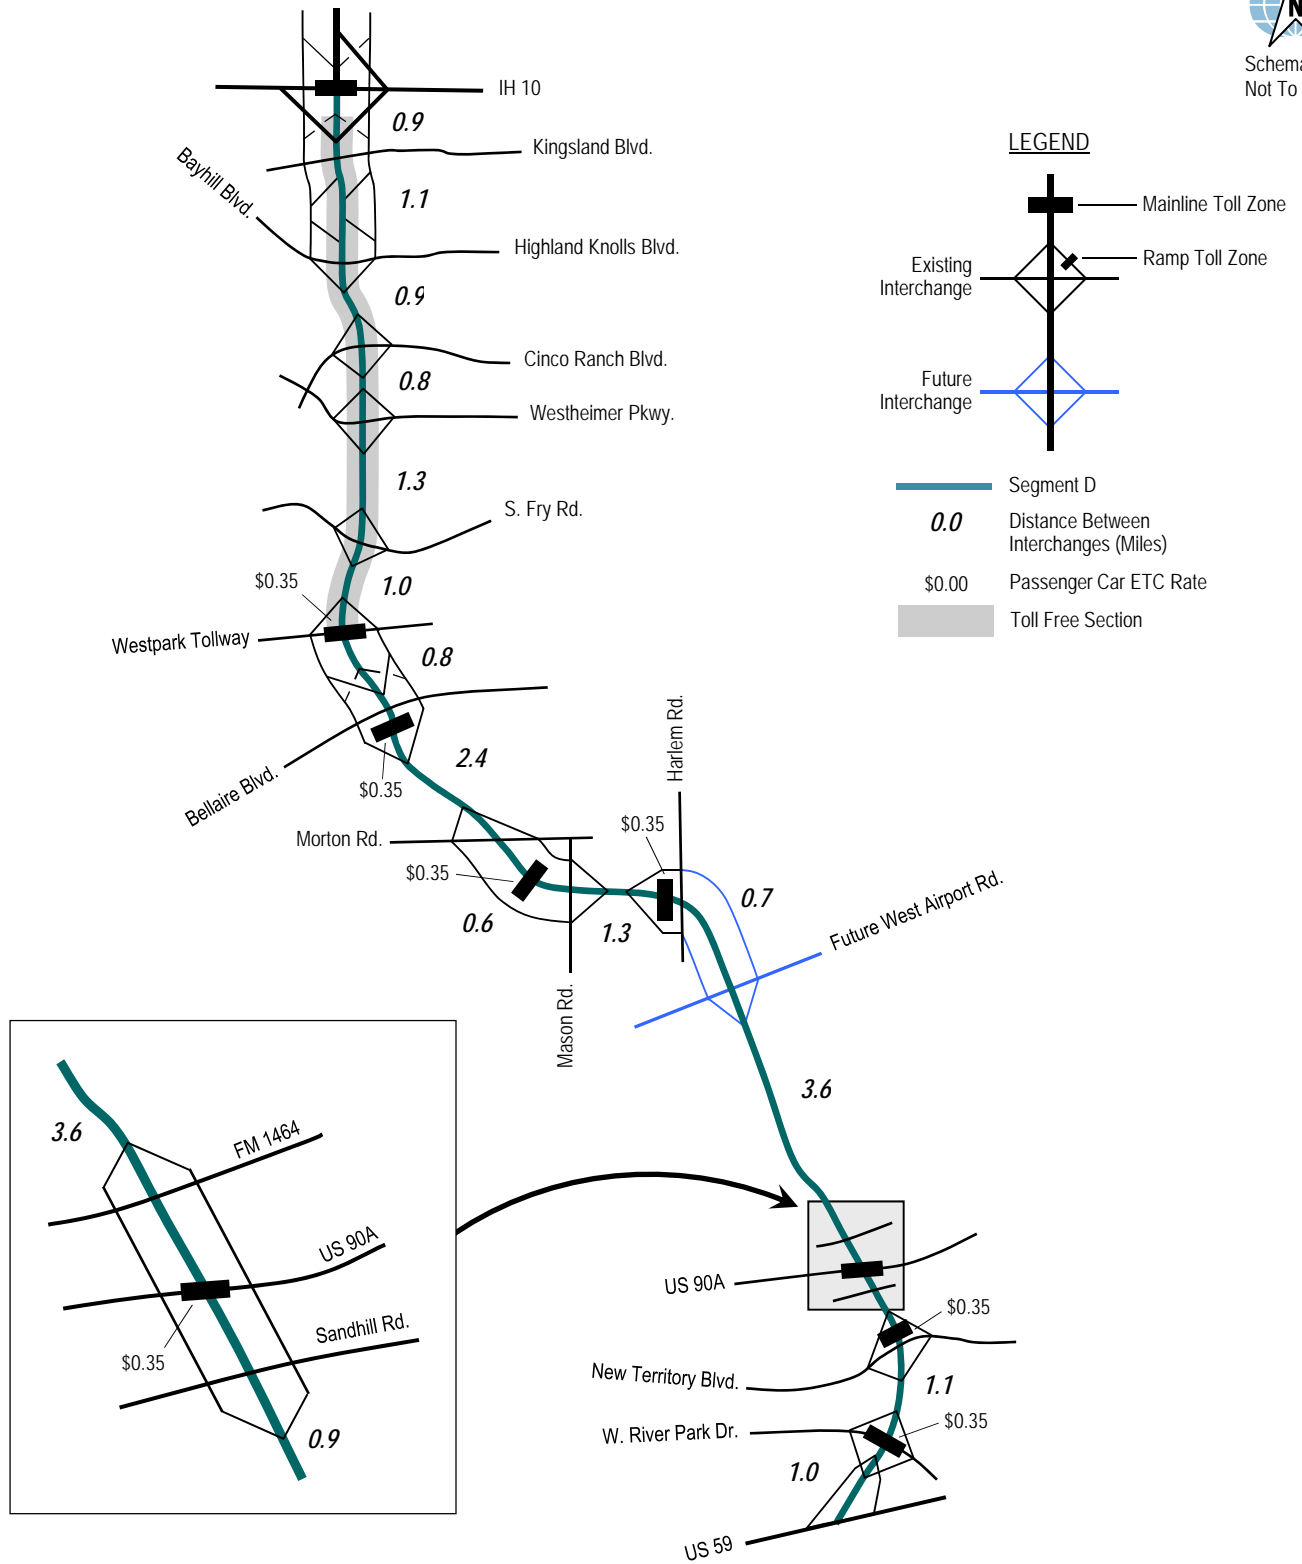 N
Schema
Not To
IH 10
0.9
Kingsland Blvd.
Bayhill Blvd.
1.1
Highland Knolls Blvd.
0.9
Cinco Ranch Blvd.
0.8
Westheimer Pkwy.
1.3
S. Fry Rd.
$0.35
1.0
Westpark Tollway
0.8
Bellaire Blvd.
$0.35
2.4
Harlem Rd.
Morton Rd.
$0.35
$0.35
0.6
1.3
0.7
Mason Rd.
Future West Airport Rd.
3.6
US 90A
$0.35
New Territory Blvd.
1.1
W. River Park Dr.
$0.35
1.0
US 59
LEGEND
Mainline Toll Zone
Ramp Toll Zone
Existing
Interchange
Future
Interchange
Segment D
0.0
Distance Between
Interchanges (Miles)
$0.00
Passenger Car ETC Rate
Toll Free Section
3.6
FM 1464
US 90A
$0.35
Sandhill Rd.
0.9